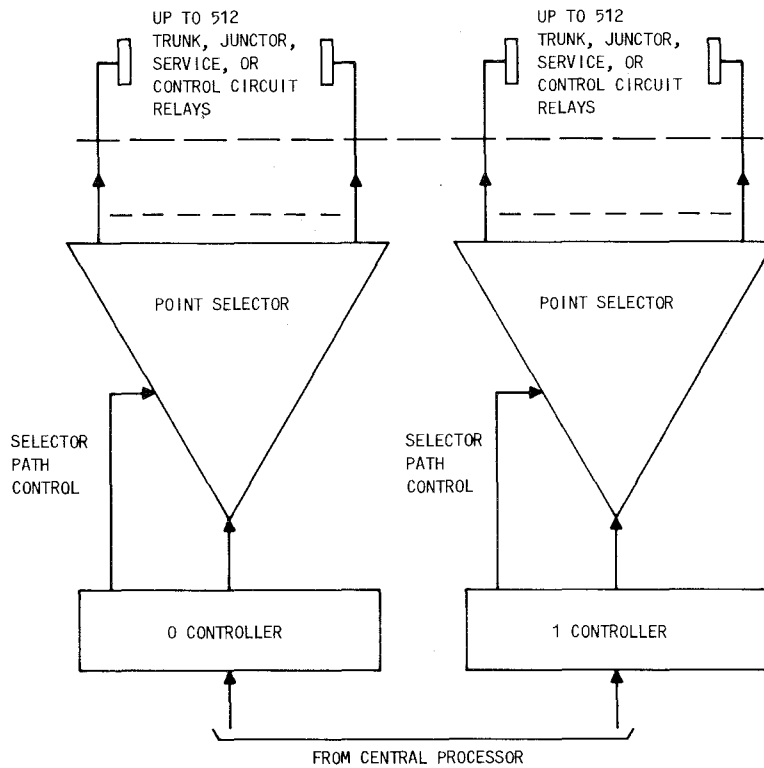 UP TO 512
TRUNK, JUNCTOR,
SERVICE, OR
CONTROL CIRCUIT
RELAYS
UP TO 512
TRUNK, JUNCTOR,
SERVICE, OR
CONTROL CIRCUIT
RELAYS
POINT SELECTOR
POINT SELECTOR
SELECTOR
PATH
CONTROL
SELECTOR
PATH
CONTROL
0 CONTROLLER
1 CONTROLLER
FROM CENTRAL PROCESSOR